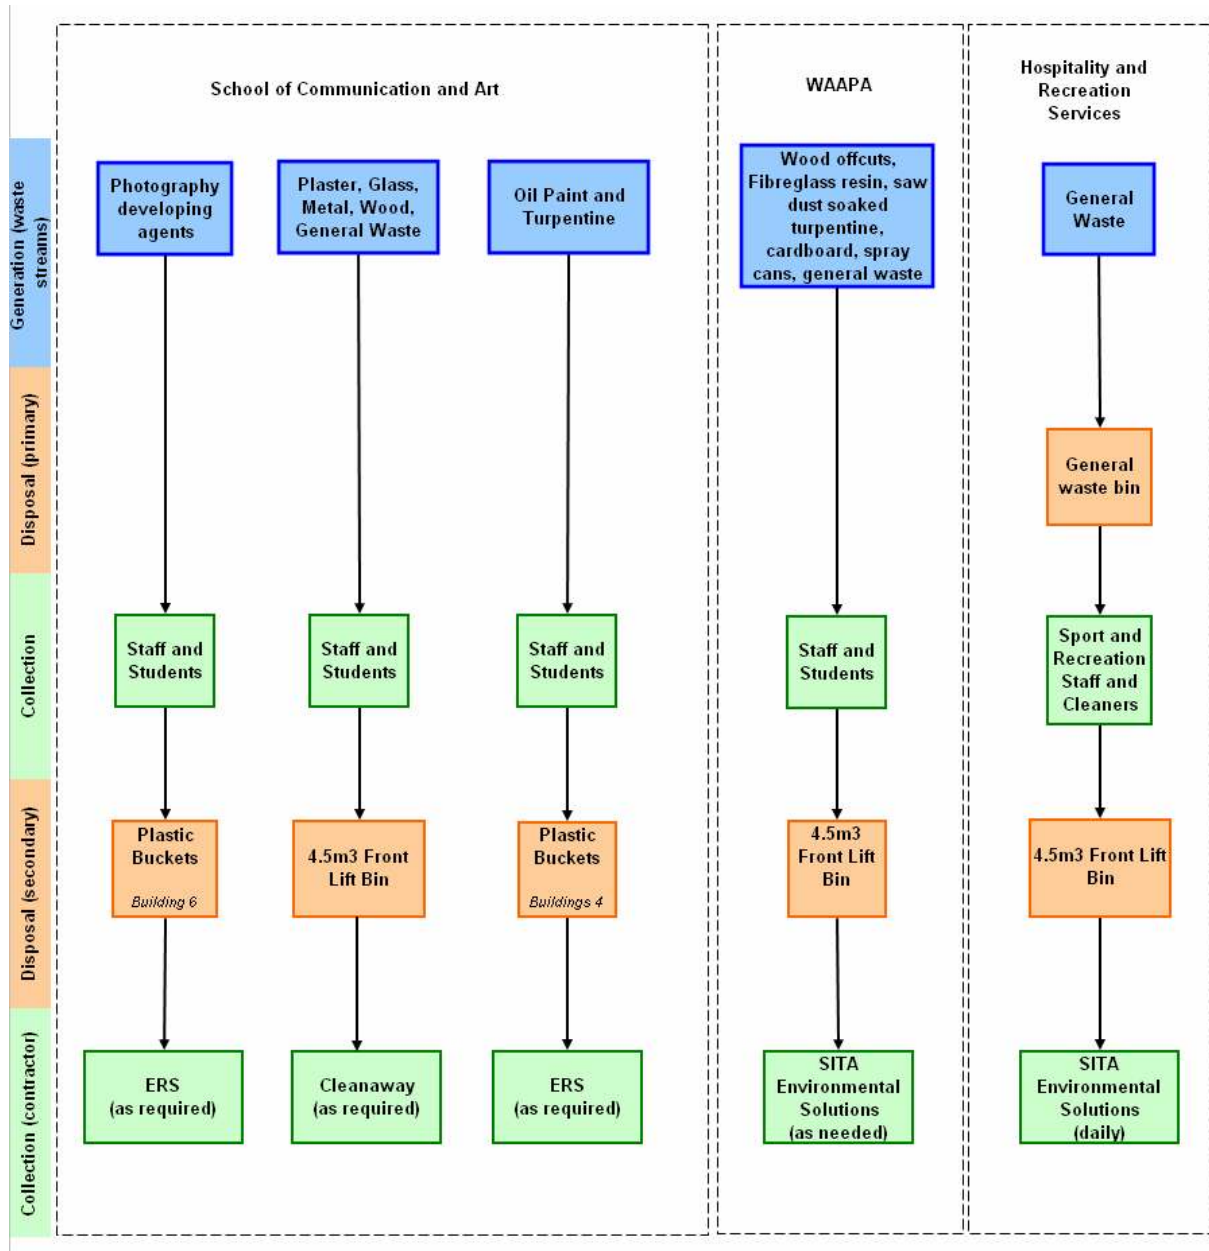 School of Communication and Art
WAAPA
Hospitality and
Recreation
Services
Generation (waste
streams)
Photography
developing
agents
Plaster, Glass,
Metal, Wood,
General Waste
Oil Paint and
Turpentine
Wood offcuts,
Fibreglass resin, saw
dust soaked
turpentine,
cardboard, spray
cans, general waste
General
Waste
Disposal (primary)
General
waste bin
Collection
Staff and
Students
Staff and
Students
Staff and
Students
Staff and
Students
Sport and
Recreation
Staff and
Cleaners
Disposal (secondary)
Plastic
Buckets
Building 6
4.5m3 Front
Lift Bin
Plastic
Buckets
Buildings 4
4.5m3
Front Lift
Bin
4.5m3 Front Lift
Bin
Collection (contractor)
ERS
(as required)
Cleanaway
(as required)
ERS
(as required)
SITA
Environmental
Solutions
(as needed)
SITA
Environmental
Solutions
(daily)